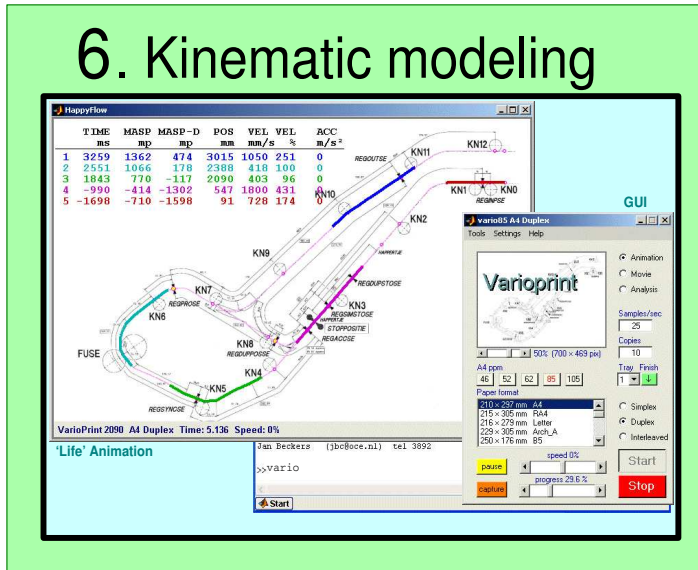 6. Kinematic modeling
HappyFlow
TIME MASP MASP-D POS VEL VEL ACC
ms mp mp mm mm/s % m/s²
1 3259 1362 474 3015 1050 251 0
2 2551 1066 178 2388 418 100 0
3 1843 770 -117 2090 403 96 0
4 -990 -414 -1302 547 1800 431 0
5 -1698 -710 -1598 91 728 174 0
KN12
KN11
REGOUTSE
KN1 KN0
REGINPSE
KN10
KN2
HAPPERTJE
KN9
KN7
REGPROSE
REGDUPSTOSE
KN6
KN3
REGSIMSTOSE
HAPPERTJE
STOPPOSITIE
REGACCSE
KN8
REGDUPPOSSE
FUSE
KN4
KN5
REGSYNCSE
VarioPrint 2090 A4 Duplex Time: 5.136 Speed: 0%
'Life' Animation
GUI
vario65 A4 Duplex
Tools Settings Help
Varioprint
Animation
Movie
Analysis
Samples/sec
25
50% (700 × 469 pix)
Copies
10
A4 ppm
46 52 62 85 105
Tray Finish
1
Paper format
210 × 297 mm A4
215 × 305 mm RA4
216 × 279 mm Letter
229 × 305 mm Arch_A
250 × 176 mm B5
Simplex
Duplex
Interleaved
speed 0%
pause
progress 29.6 %
capture
Start
Stop
Jan Beckers (jbc@oce.nl) tel 3892
>>vario
Start